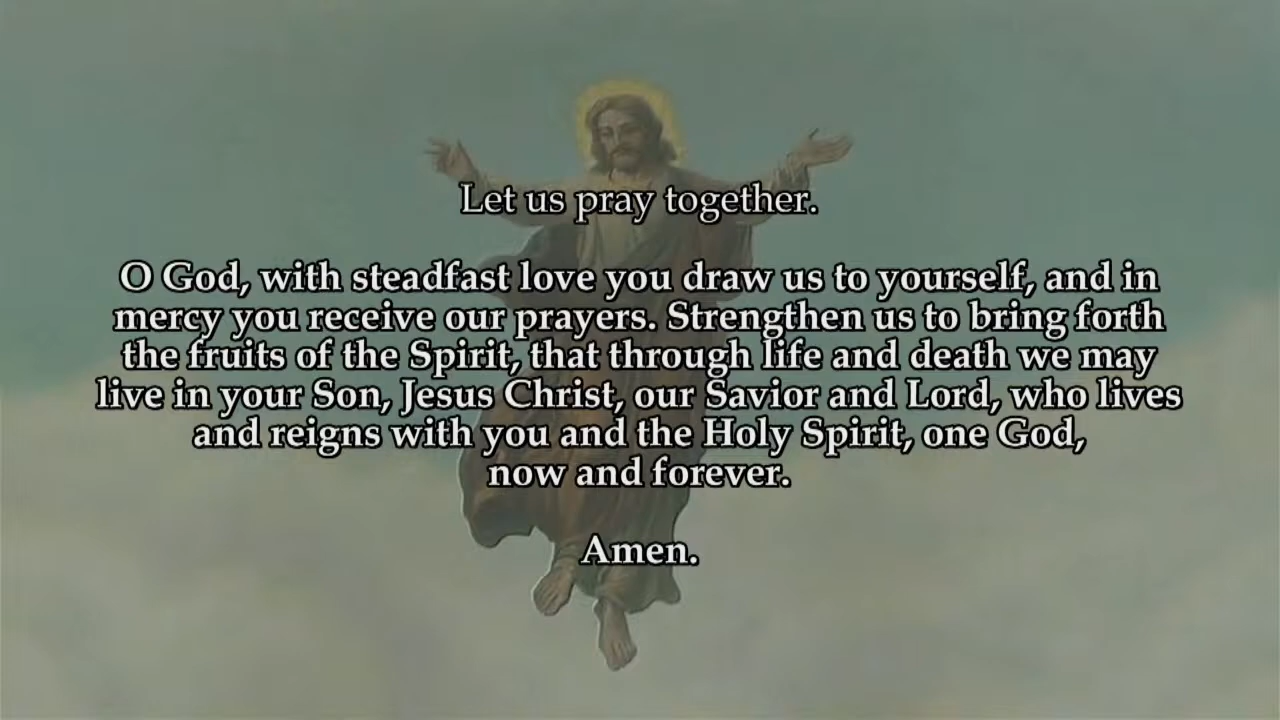 Let us pray together.
O God, with steadfast love you draw us to yourself, and in
mercy you receive our prayers. Strengthen us to bring forth
the fruits of the Spirit, that through life and death we may
live in your Son, Jesus Christ, our Savior and Lord, who lives
and reigns with you and the Holy Spirit, one God,
now and forever.
Amen.